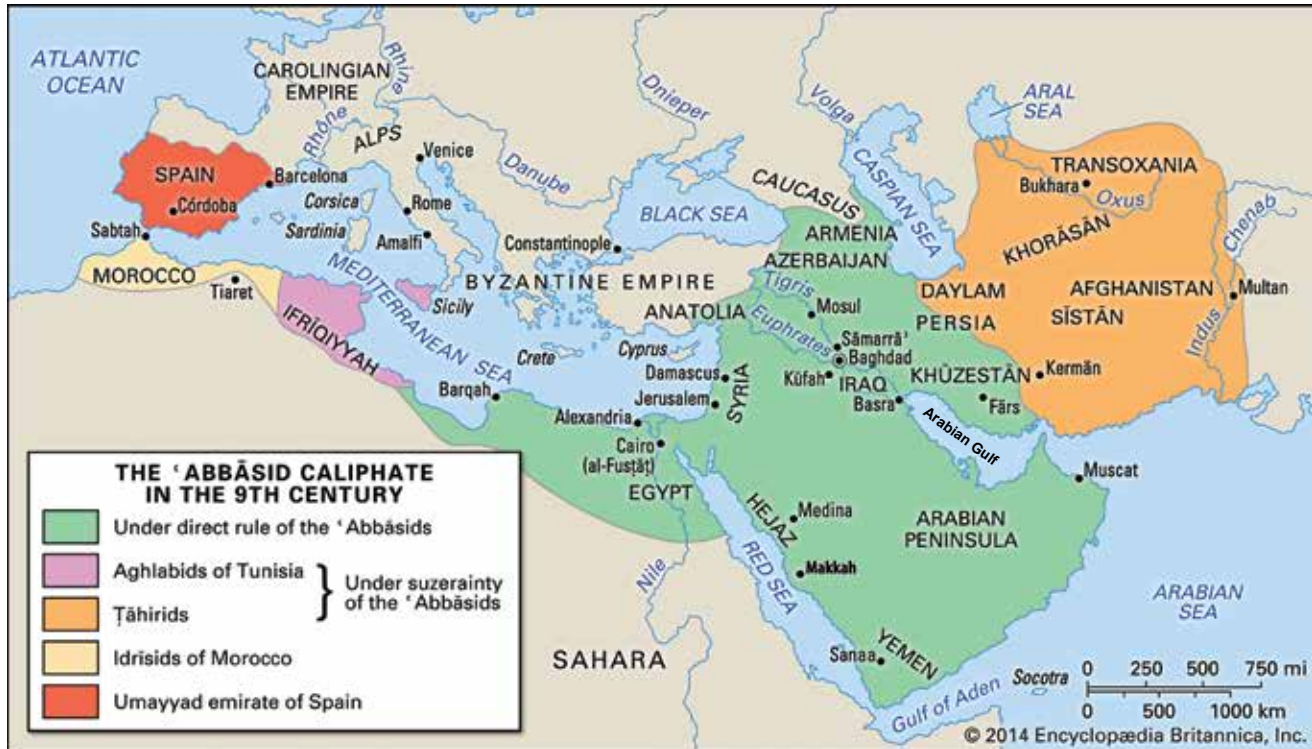 ATLANTIC
OCEAN
CAROLINGIAN
EMPIRE
Rhine
Rhône
ALPS
Venice
Danube
Dnieper
Volga
ARAL
SEA
CASPIAN SEA
CAUCASUS
BLACK SEA
TRANSOXANIA
Bukhara
Oxus
KHORĀSĀN
Chenab
SPAIN
Barcelona
Córdoba
Corsica
Sardinia
Rome
Amalfi
Constantinople
Sabtah
MOROCCO
Tiaret
MEDITERRANEAN SEA
Sicily
IFRĪQIYYAH
BYZANTINE EMPIRE
ANATOLIA
ARMENIA
AZERBAIJAN
Tigris
Mosul
Euphrates
DAYLAM
PERSIA
AFGHANISTAN
SĪSTĀN
Multan
Indus
Crete
Cyprus
Sāmarrāʾ
Baghdad
Damascus
SYRIA
Kūfah
IRAQ
KHŪZESTĀN
Kermān
Barqah
Jerusalem
Basra
Fārs
Alexandria
Arabian Gulf
Cairo
(al-Fusṭāṭ)
EGYPT
Muscat
HEJAZ
Medina
ARABIAN
PENINSULA
RED SEA
Makkah
Nile
ARABIAN
SEA
SAHARA
YEMEN
Sanaa
Gulf of Aden
Socotra
THE ʿABBĀSID CALIPHATE
IN THE 9TH CENTURY
Under direct rule of the ʿAbbāsids
Aghlabids of Tunisia
Ṭāhirids
Under suzerainty
of the ʿAbbāsids
Idrīsids of Morocco
Umayyad emirate of Spain
0 250 500 750 mi
0 500 1000 km
© 2014 Encyclopædia Britannica, Inc.